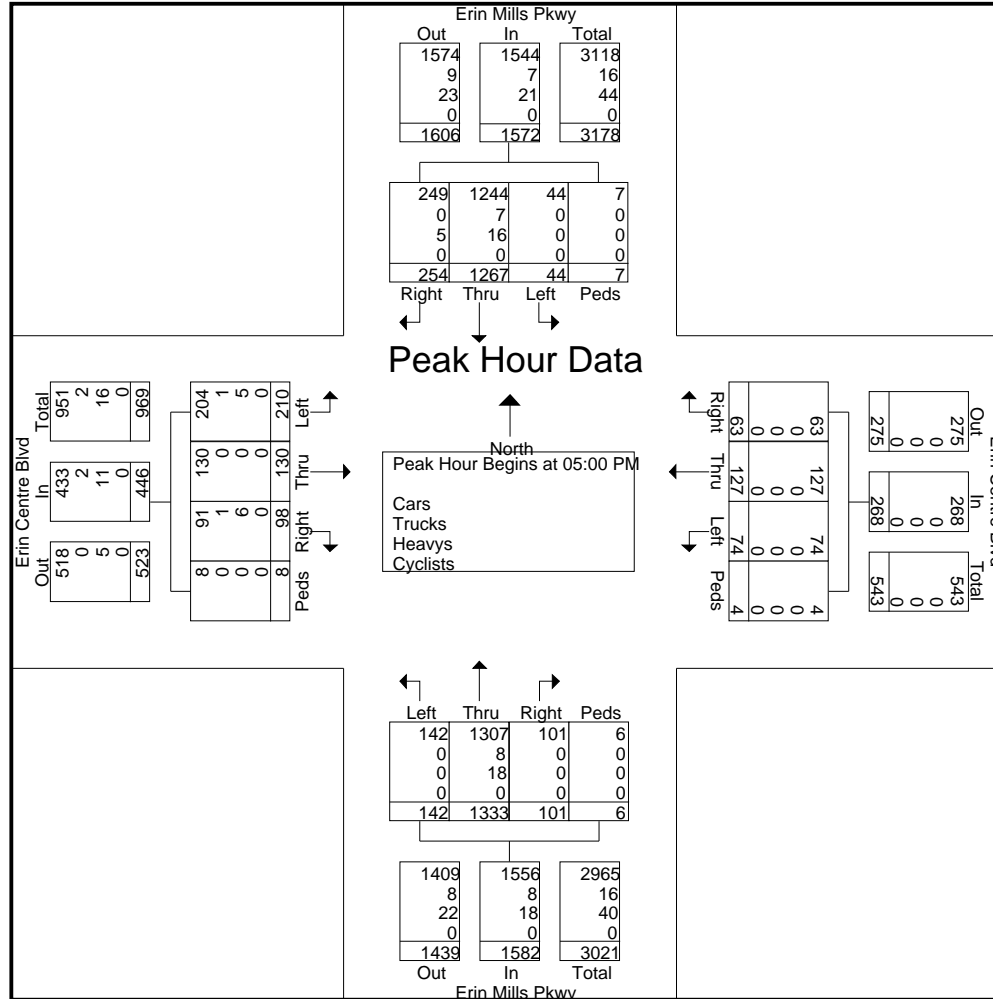 Erin Mills Pkwy
Out In Total
1574 1544 3118
9 7 16
23 21 44
0 0 0
1606 1572 3178
249 1244 44 7
0 7 0 0
5 16 0 0
0 0 0 0
254 1267 44 7
Right Thru Left Peds
Peak Hour Data
Erin Centre Blvd
Total
951 2 16 0 969
In
433 2 11 0 446
Out
518 0 5 0 523
204 1 5 0 210 Left
130 0 0 0 130 Thru
91 1 6 0 98 Right
8 0 0 0 8 Peds
North
Peak Hour Begins at 05:00 PM
Cars
Trucks
Heavys
Cyclists
Right
63 0 0 0 63
Thru
127 0 0 0 127
Left
74 0 0 0 74
Peds
4 0 0 0 4
Out
275 0 0 0 275
In
268 0 0 0 268
Total
543 0 0 0 543
Left Thru Right Peds
142 1307 101 6
0 8 0 0
0 18 0 0
0 0 0 0
142 1333 101 6
1409 1556 2965
8 8 16
22 18 40
0 0 0
1439 1582 3021
Out In Total
Erin Mills Pkwy